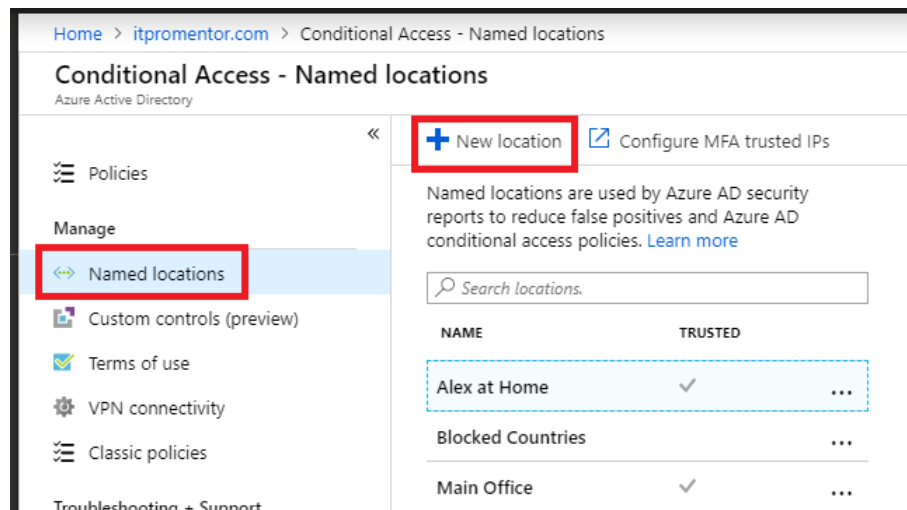 Home > itpromentor.com > Conditional Access - Named locations
Conditional Access - Named locations
Azure Active Directory
«
Policies
Manage
Named locations
Custom controls (preview)
Terms of use
VPN connectivity
Classic policies
Troubleshooting + Support
New location
Configure MFA trusted IPs
Named locations are used by Azure AD security
reports to reduce false positives and Azure AD
conditional access policies. Learn more
Search locations.
NAME TRUSTED
Alex at Home ...
Blocked Countries ...
Main Office ...